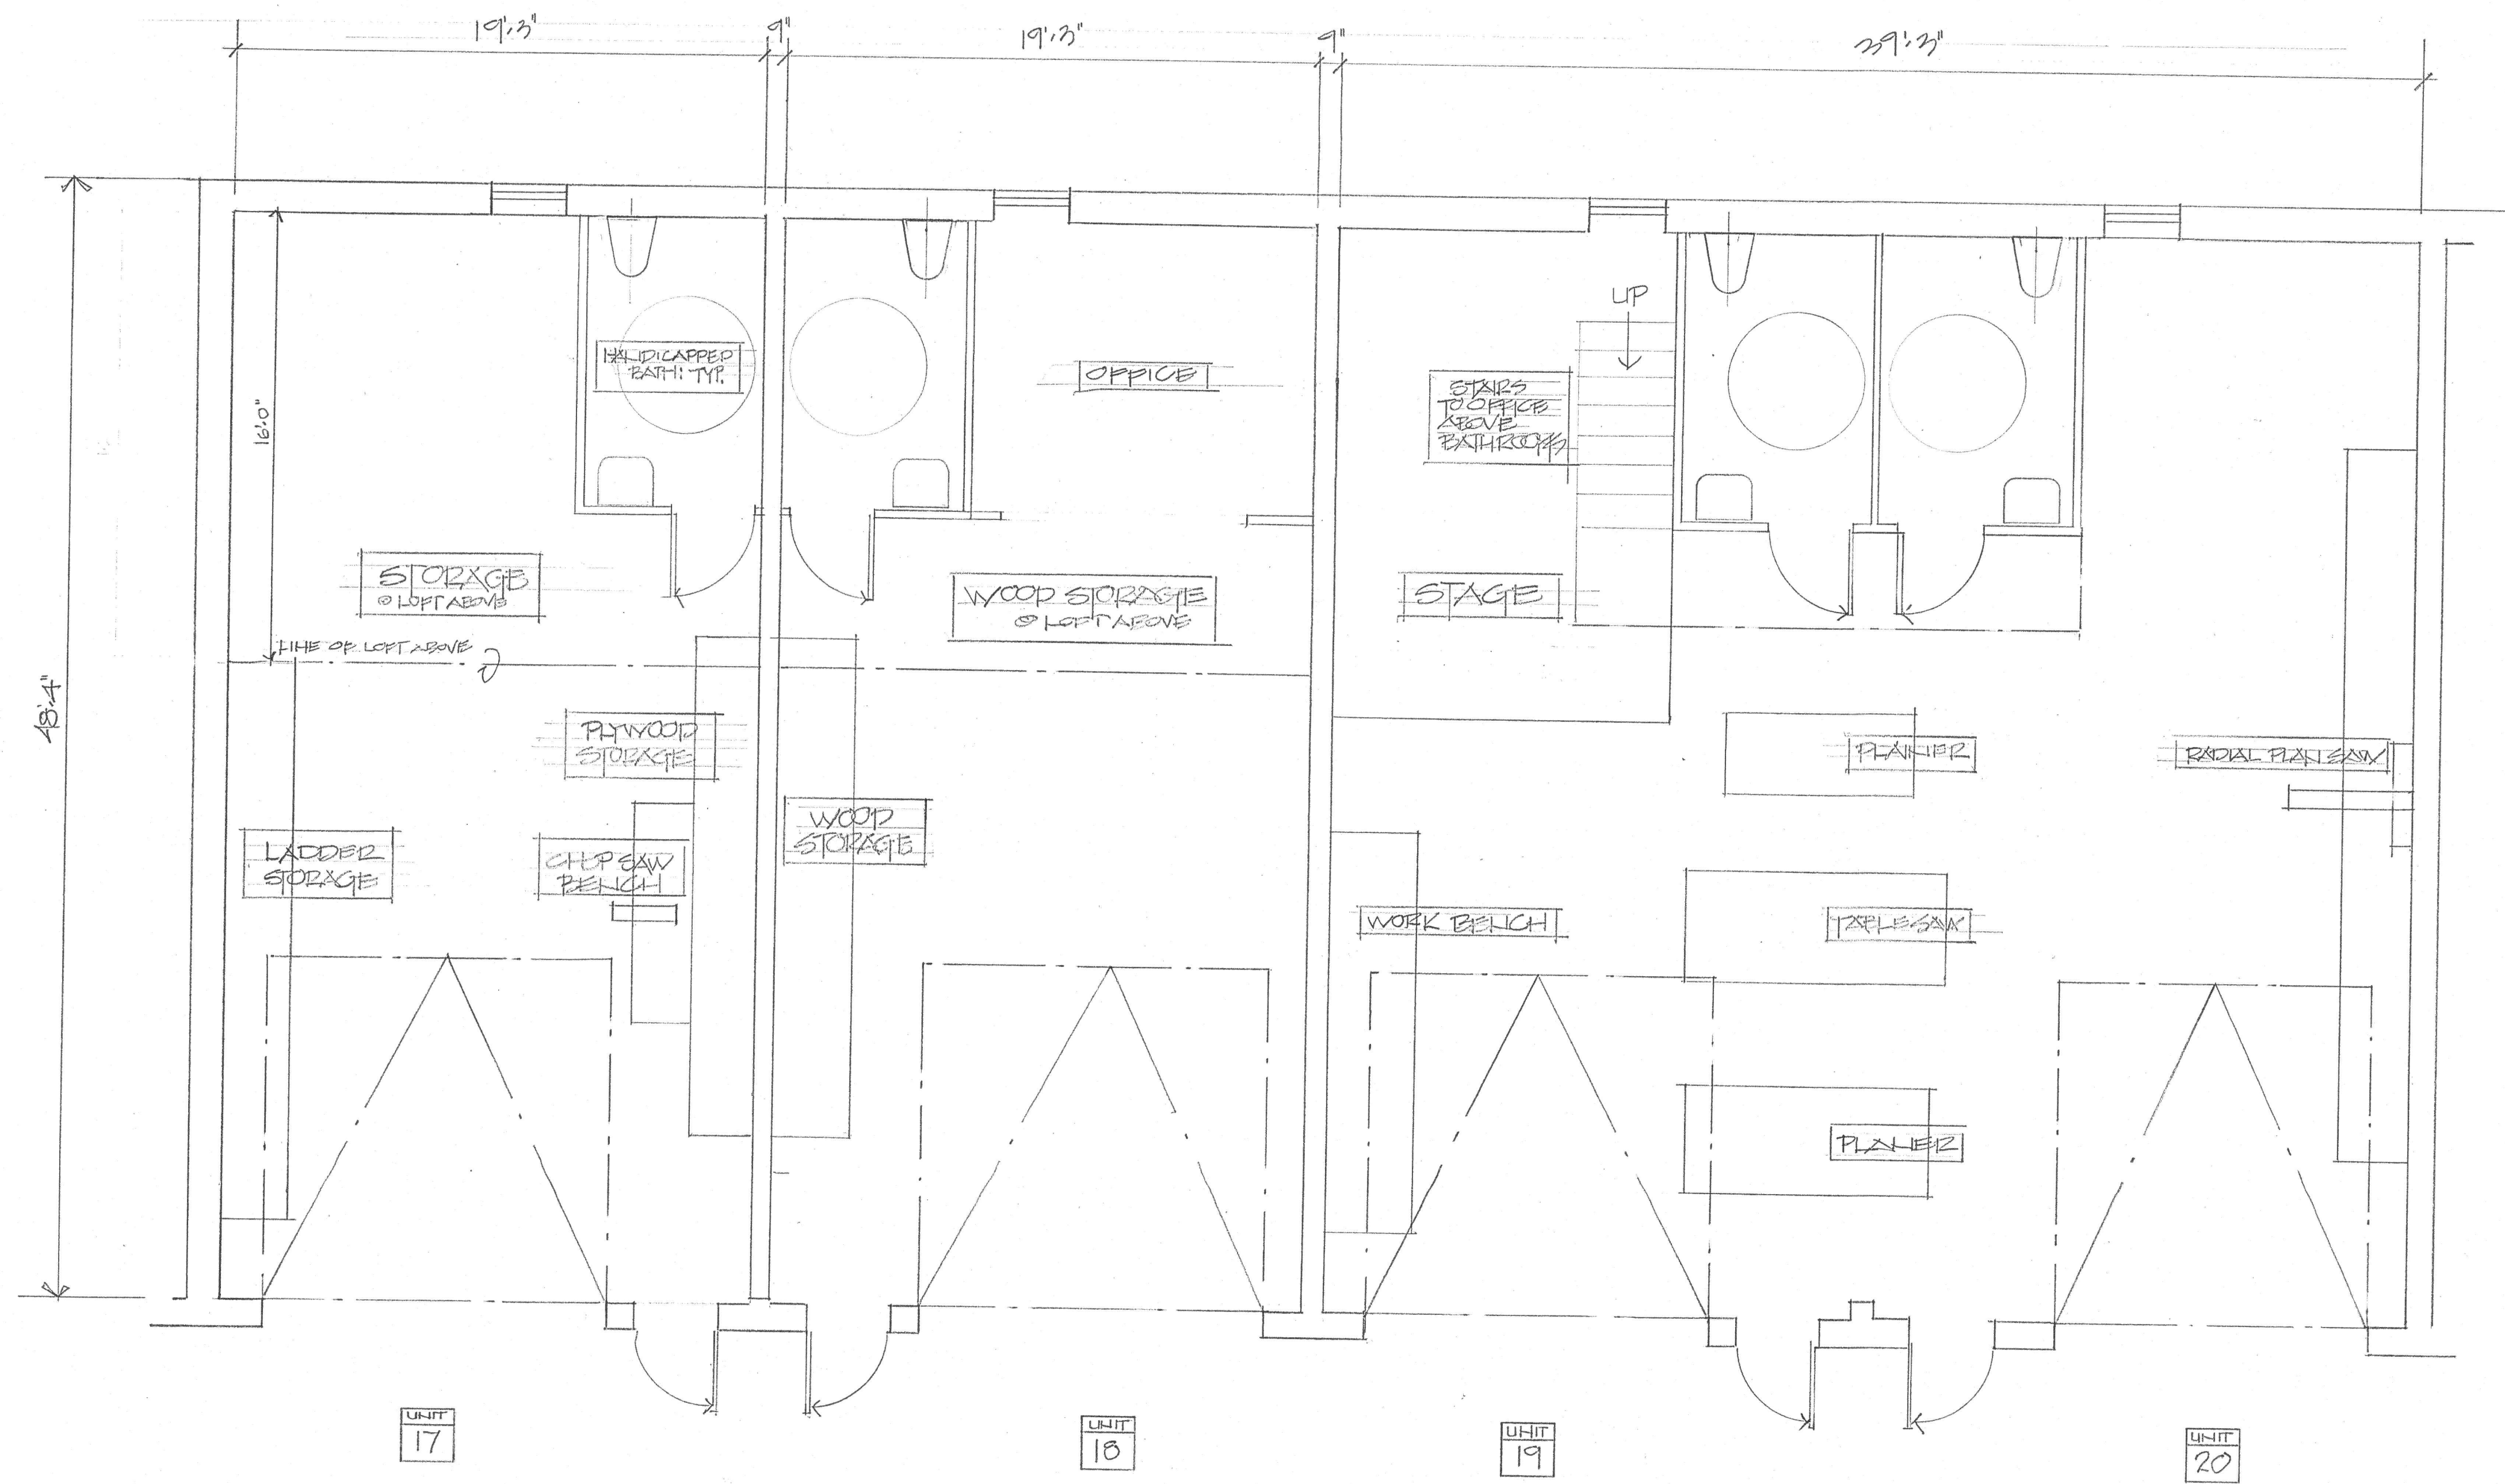 19'.3"
9"
19'.3"
9"
39'.3"
48'.4"
16'.0"
HANDICAPPED
BATH: TYP.
OFFICE
UP
STAIRS
TO OFFICE
ABOVE
BATHROOMS
STORAGE
@ LOFT ABOVE
WOOD STORAGE
@ LOFT ABOVE
STAGE
LINE OF LOFT ABOVE
PLYWOOD
STORAGE
PLAINER
RADIAL PLAN SAW
WOOD
STORAGE
LADDER
STORAGE
CHOP SAW
BENCH
WORK BENCH
TABLE SAW
PLANER
UNIT
17
UNIT
18
UNIT
19
UNIT
20